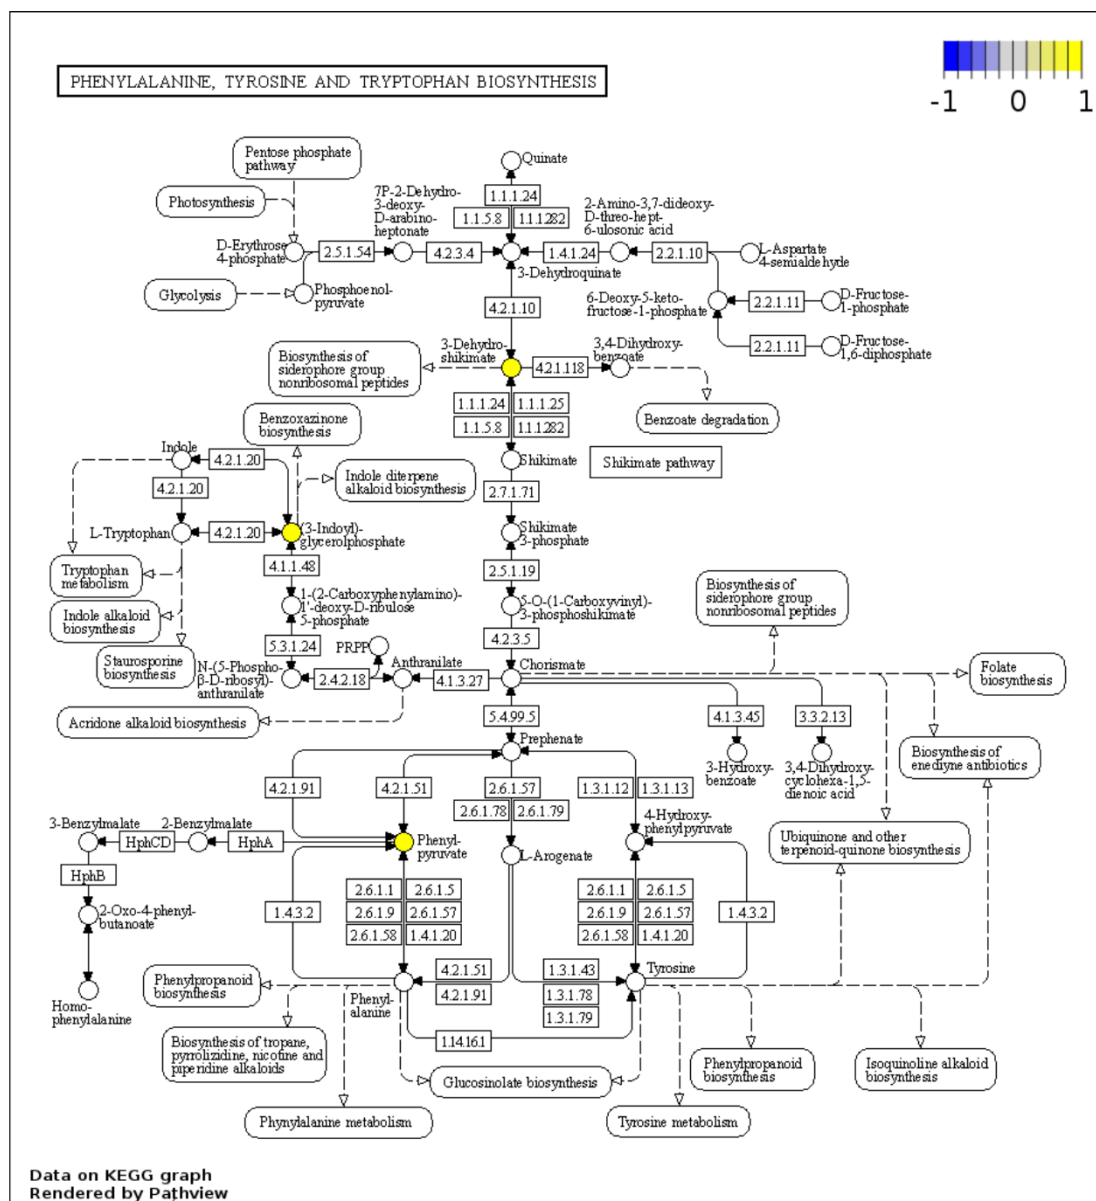 PHENYLALANINE, TYROSINE AND TRYPTOPHAN BIOSYNTHESIS
-1 0 1
Pentose phosphate
pathway
Photosynthesis
Glycolysis
D-Erythrose
4-phosphate
2.5.1.54
Phosphoenol-
pyruvate
7P-2-Dehydro-
3-deoxy-
D-arabino-
heptonate
4.2.3.4
Quinate
1.1.1.24
1.1.5.8
1.1.1.282
3-Dehydroquinate
1.4.1.24
2-Amino-3,7-dideoxy-
D-threo-hept-
6-ulosonic acid
2.2.1.10
L-Aspartate
4-semialdehyde
6-Deoxy-5-keto-
fructose-1-phosphate
2.2.1.11
D-Fructose-
1-phosphate
2.2.1.11
D-Fructose-
1,6-diphosphate
4.2.1.10
3-Dehydro-
shikimate
Biosynthesis of
siderophore group
nonribosomal peptides
4.2.1.118
3,4-Dihydroxy-
benzoate
Benzoate degradation
1.1.1.24
1.1.1.25
1.1.5.8
1.1.1.282
Shikimate
Shikimate pathway
2.7.1.71
Shikimate
3-phosphate
2.5.1.19
5-O-(1-Carboxyvinyl)-
3-phosphoshikimate
4.2.3.5
Chorismate
Benzoxazinone
biosynthesis
Indole
4.2.1.20
Indole diterpene
alkaloid biosynthesis
4.2.1.20
L-Tryptophan
4.2.1.20
(3-Indoyl)-
glycerolphosphate
Tryptophan
metabolism
Indole alkaloid
biosynthesis
Staurosporine
biosynthesis
4.1.1.48
1-(2-Carboxyphenylamino)-
1'-deoxy-D-ribulose
5-phosphate
5.3.1.24
PRPP
N-(5-Phospho-
β-D-ribosyl)-
anthranilate
2.4.2.18
Anthranilate
4.1.3.27
Acridone alkaloid biosynthesis
Biosynthesis of
siderophore group
nonribosomal peptides
Folate
biosynthesis
4.1.3.45
3.3.2.13
3-Hydroxy-
benzoate
3,4-Dihydroxy-
cyclohexa-1,5-
dienoic acid
Biosynthesis of
enediyne antibiotics
Ubiquinone and other
terpenoid-quinone biosynthesis
5.4.99.5
Prephenate
4.2.1.91
4.2.1.51
2.6.1.57
2.6.1.78
2.6.1.79
1.3.1.12
1.3.1.13
3-Benzylmalate
2-Benzylmalate
HphCD
HphA
Phenyl-
pyruvate
L-Arogenate
4-Hydroxy-
phenylpyruvate
HphB
2-Oxo-4-phenyl-
butanoate
Homo-
phenylalanine
1.4.3.2
2.6.1.1
2.6.1.5
2.6.1.9
2.6.1.57
2.6.1.58
1.4.1.20
2.6.1.1
2.6.1.5
2.6.1.9
2.6.1.57
2.6.1.58
1.4.1.20
1.4.3.2
4.2.1.51
4.2.1.91
1.3.1.43
1.3.1.78
1.3.1.79
Tyrosine
Phenyl-
alanine
1.14.16.1
Phenylpropanoid
biosynthesis
Biosynthesis of tropane,
pyrrolizidine, nicotine and
piperidine alkaloids
Phynylalanine metabolism
Glucosinolate biosynthesis
Tyrosine metabolism
Phenylpropanoid
biosynthesis
Isoquinoline alkaloid
biosynthesis
Data on KEGG graph
Rendered by Pathview